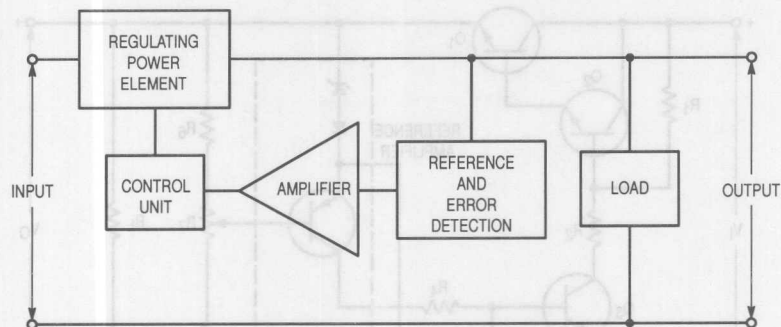 REGULATING
POWER
ELEMENT
INPUT
CONTROL
UNIT
AMPLIFIER
REFERENCE
AND
ERROR
DETECTION
LOAD
OUTPUT